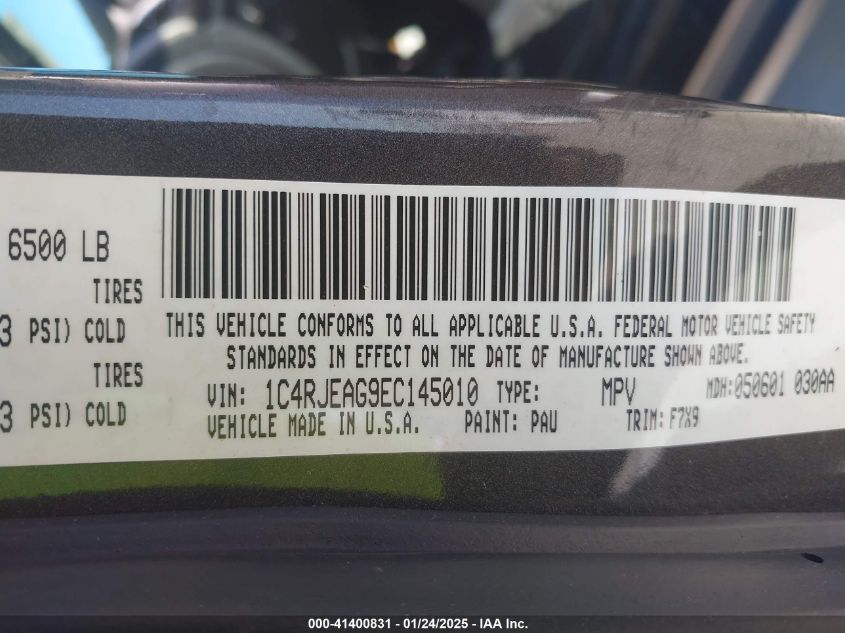 6500 LB
TIRES
3 PSI) COLD
TIRES
3 PSI) COLD
THIS VEHICLE CONFORMS TO ALL APPLICABLE U.S.A. FEDERAL MOTOR VEHICLE SAFETY
STANDARDS IN EFFECT ON THE DATE OF MANUFACTURE SHOWN ABOVE.
VIN: 1C4RJEAG9EC145010 TYPE: MPV MDH:050601 030AA
VEHICLE MADE IN U.S.A. PAINT: PAU TRIM: F7X9
000-41400831 - 01/24/2025 - IAA Inc.